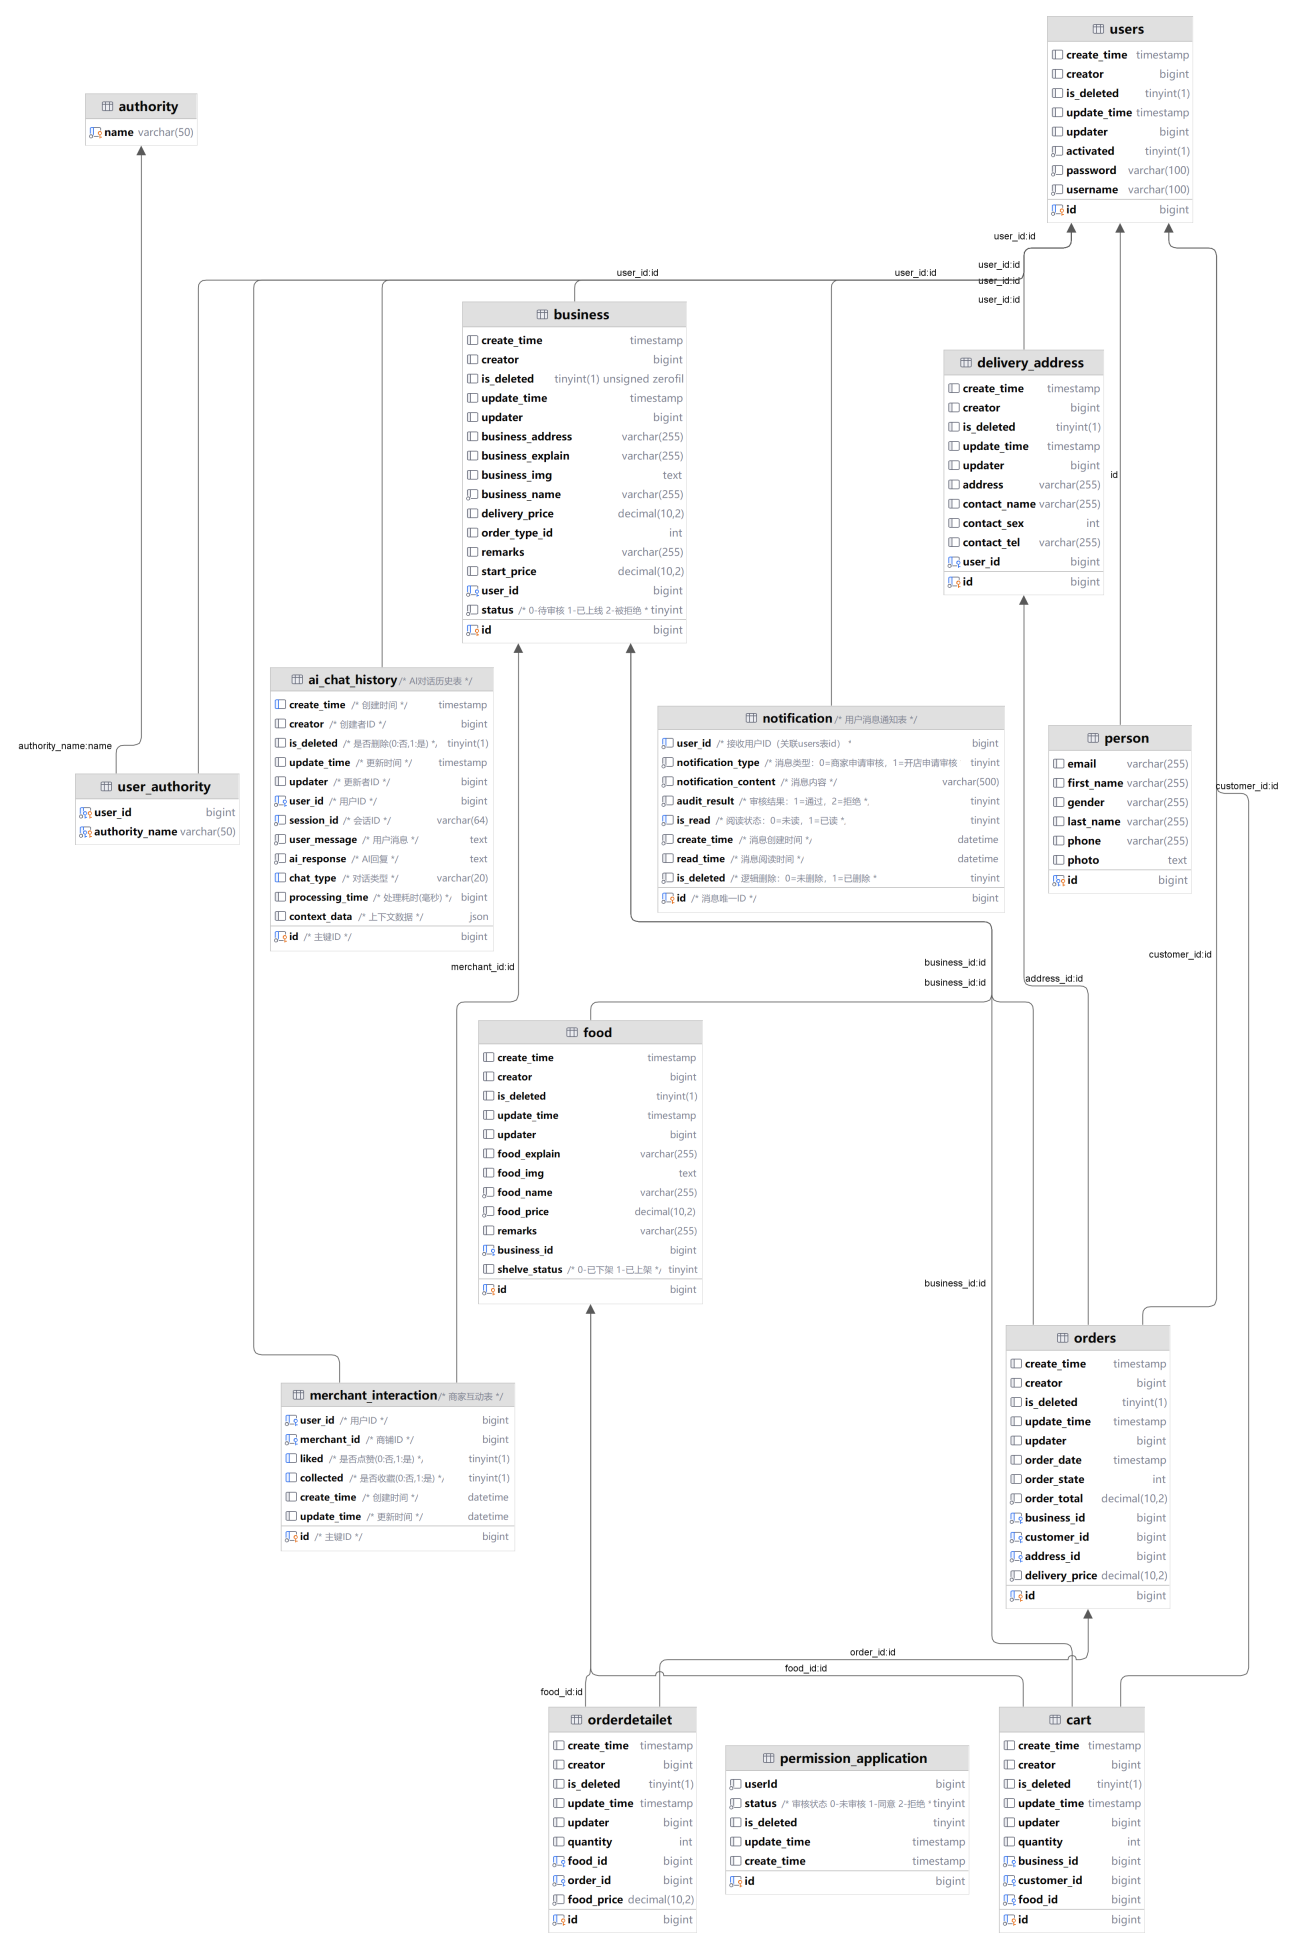 users
create_time timestamp
creator bigint
is_deleted tinyint(1)
update_time timestamp
updater bigint
activated tinyint(1)
password varchar(100)
username varchar(100)
id bigint
authority
name varchar(50)
user_id:id
user_id:id
user_id:id
user_id:id
user_id:id
user_id:id
business
create_time timestamp
creator bigint
is_deleted tinyint(1) unsigned zerofil
update_time timestamp
updater bigint
business_address varchar(255)
business_explain varchar(255)
business_img text
business_name varchar(255)
delivery_price decimal(10,2)
order_type_id int
remarks varchar(255)
start_price decimal(10,2)
user_id bigint
status /* 0-待审核 1-已上线 2-被拒绝 * tinyint
id bigint
delivery_address
create_time timestamp
creator bigint
is_deleted tinyint(1)
update_time timestamp
updater bigint
address varchar(255)
contact_name varchar(255)
contact_sex int
contact_tel varchar(255)
user_id bigint
id bigint
id
ai_chat_history /* AI对话历史表 */
create_time /* 创建时间 */ timestamp
creator /* 创建者ID */ bigint
is_deleted /* 是否删除(0:否,1:是) */, tinyint(1)
update_time /* 更新时间 */ timestamp
updater /* 更新者ID */ bigint
user_id /* 用户ID */ bigint
session_id /* 会话ID */ varchar(64)
user_message /* 用户消息 */ text
ai_response /* AI回复 */ text
chat_type /* 对话类型 */ varchar(20)
processing_time /* 处理耗时(毫秒) */ bigint
context_data /* 上下文数据 */ json
id /* 主键ID */ bigint
notification /* 用户消息通知表 */
user_id /* 接收用户ID（关联users表id） * bigint
notification_type /* 消息类型：0=商家申请审核，1=开店申请审核 tinyint
notification_content /* 消息内容 */ varchar(500)
audit_result /* 审核结果：1=通过，2=拒绝 *, tinyint
is_read /* 阅读状态：0=未读，1=已读 *, tinyint
create_time /* 消息创建时间 */ datetime
read_time /* 消息阅读时间 */ datetime
is_deleted /* 逻辑删除：0=未删除，1=已删除 * tinyint
id /* 消息唯一ID */ bigint
person
email varchar(255)
first_name varchar(255)
gender varchar(255)
last_name varchar(255)
phone varchar(255)
photo text
id bigint
authority_name:name
user_authority
user_id bigint
authority_name varchar(50)
customer_id:id
customer_id:id
merchant_id:id
business_id:id
business_id:id
address_id:id
food
create_time timestamp
creator bigint
is_deleted tinyint(1)
update_time timestamp
updater bigint
food_explain varchar(255)
food_img text
food_name varchar(255)
food_price decimal(10,2)
remarks varchar(255)
business_id bigint
shelve_status /* 0-已下架 1-已上架 */, tinyint
id bigint
business_id:id
orders
create_time timestamp
creator bigint
is_deleted tinyint(1)
update_time timestamp
updater bigint
order_date timestamp
order_state int
order_total decimal(10,2)
business_id bigint
customer_id bigint
address_id bigint
delivery_price decimal(10,2)
id bigint
merchant_interaction /* 商家互动表 */
user_id /* 用户ID */ bigint
merchant_id /* 商铺ID */ bigint
liked /* 是否点赞(0:否,1:是) */, tinyint(1)
collected /* 是否收藏(0:否,1:是) */, tinyint(1)
create_time /* 创建时间 */ datetime
update_time /* 更新时间 */ datetime
id /* 主键ID */ bigint
order_id:id
food_id:id
food_id:id
orderdetailet
create_time timestamp
creator bigint
is_deleted tinyint(1)
update_time timestamp
updater bigint
quantity int
food_id bigint
order_id bigint
food_price decimal(10,2)
id bigint
permission_application
userId bigint
status /* 审核状态 0-未审核 1-同意 2-拒绝 * tinyint
is_deleted tinyint
update_time timestamp
create_time timestamp
id bigint
cart
create_time timestamp
creator bigint
is_deleted tinyint(1)
update_time timestamp
updater bigint
quantity int
business_id bigint
customer_id bigint
food_id bigint
id bigint